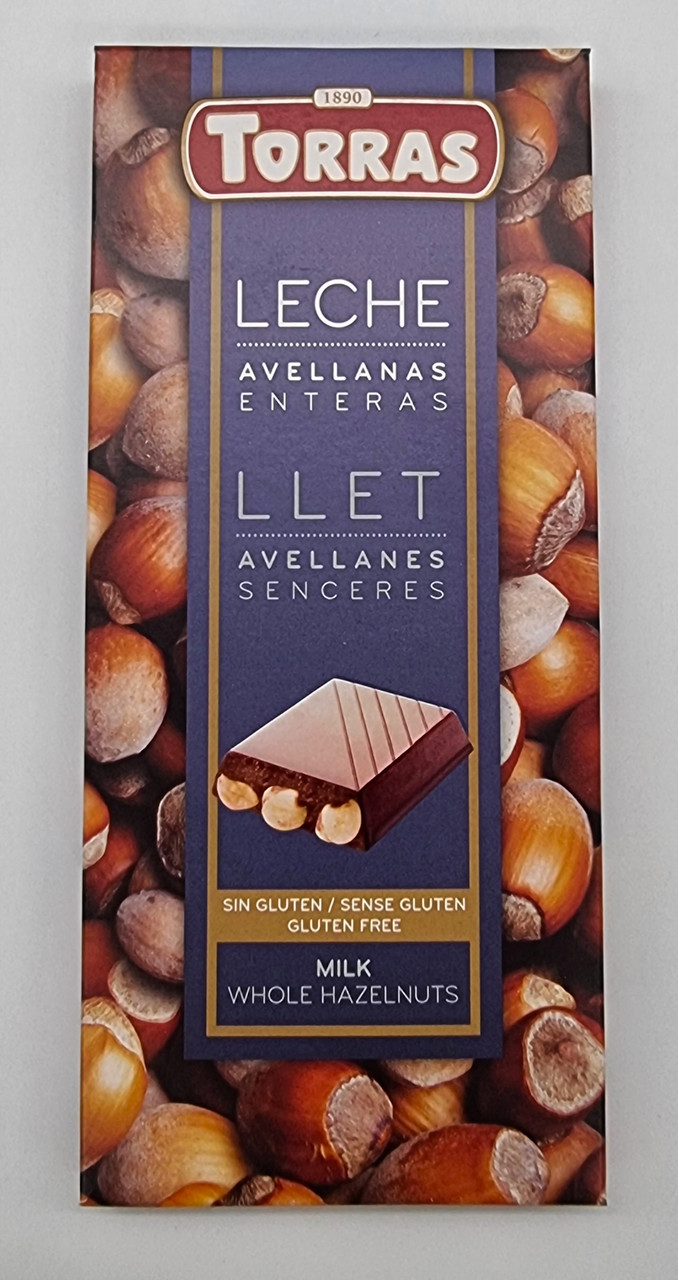 1890
TORRAS
LECHE
AVELLANAS
ENTERAS
LLET
AVELLANES
SENCERES
SIN GLUTEN / SENSE GLUTEN
GLUTEN FREE
MILK
WHOLE HAZELNUTS